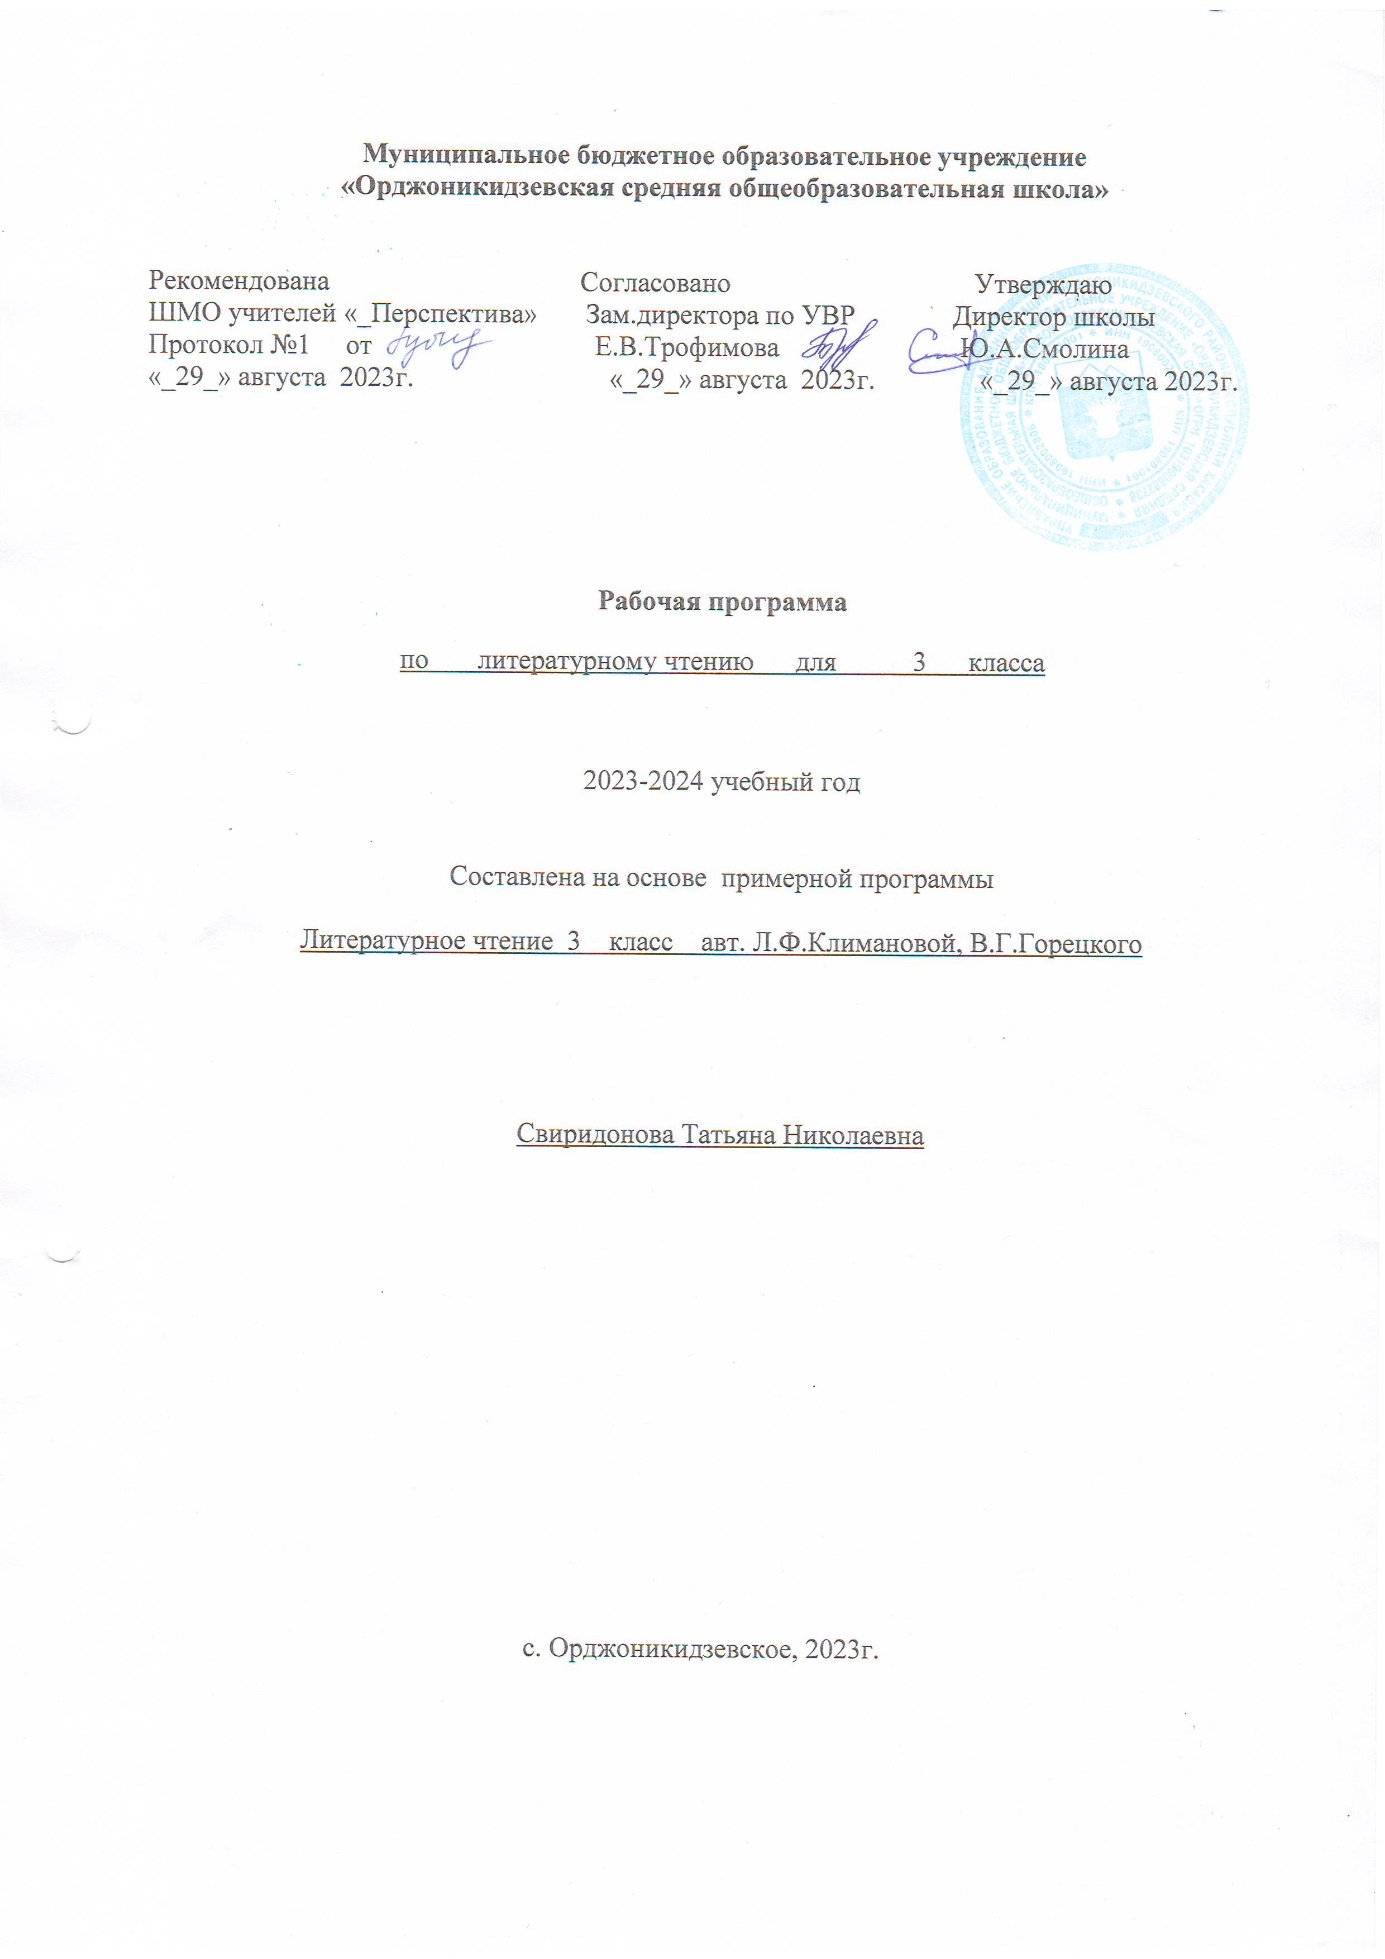 Муниципальное бюджетное образовательное учреждение
«Орджоникидзевская средняя общеобразовательная школа»
Рекомендована Согласовано Утверждаю
ШМО учителей «_Перспектива» Зам.директора по УВР Директор школы
Протокол №1 от Е.В.Трофимова Ю.А.Смолина
«_29_» августа 2023г. «_29_» августа 2023г. «_29_» августа 2023г.
Рабочая программа
по литературному чтению для 3 класса
2023-2024 учебный год
Составлена на основе примерной программы
Литературное чтение 3 класс авт. Л.Ф.Климановой, В.Г.Горецкого
Свиридонова Татьяна Николаевна
с. Орджоникидзевское, 2023г.